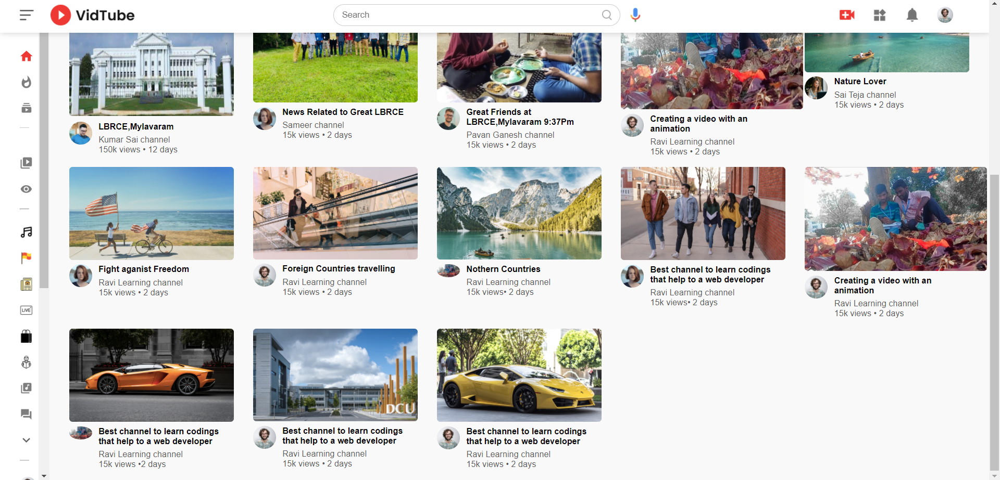 VidTube
Search
LBRCE,Mylavaram
Kumar Sai channel
150k views • 12 days
News Related to Great LBRCE
Sameer channel
15k views • 2 days
Great Friends at
LBRCE,Mylavaram 9:37Pm
Pavan Ganesh channel
15k views • 2 days
Creating a video with an
animation
Ravi Learning channel
15k views • 2 days
Nature Lover
Sai Teja channel
15k views • 2 days
FFEE
Fight aganist Freedom
Ravi Learning channel
15k views • 2 days
Foreign Countries travelling
Ravi Learning channel
15k views • 2 days
Nothern Countries
Ravi Learning channel
15k views• 2 days
Best channel to learn codings
that help to a web developer
Ravi Learning channel
15k views• 2 days
Creating a video with an
animation
Ravi Learning channel
15k views • 2 days
LIVE
DCU
Best channel to learn codings
that help to a web developer
Ravi Learning channel
15k views •2 days
Best channel to learn codings
that help to a web developer
Ravi Learning channel
15k views • 2 days
Best channel to learn codings
that help to a web developer
Ravi Learning channel
15k views • 2 days